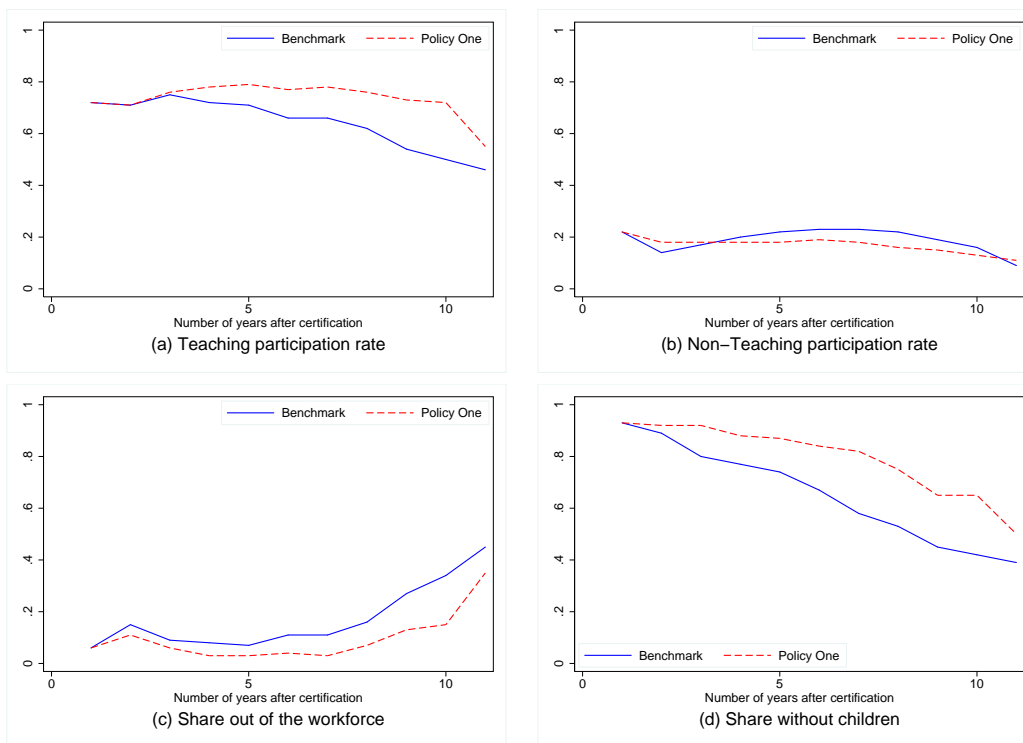 Benchmark Policy One
1
.8
.6
.4
.2
0
0 5 10
Number of years after certification
(a) Teaching participation rate
Benchmark Policy One
1
.8
.6
.4
.2
0
0 5 10
Number of years after certification
(b) Non−Teaching participation rate
Benchmark Policy One
1
.8
.6
.4
.2
0
0 5 10
Number of years after certification
(c) Share out of the workforce
1
.8
.6
.4
.2
0
Benchmark Policy One
0 5 10
Number of years after certification
(d) Share without children